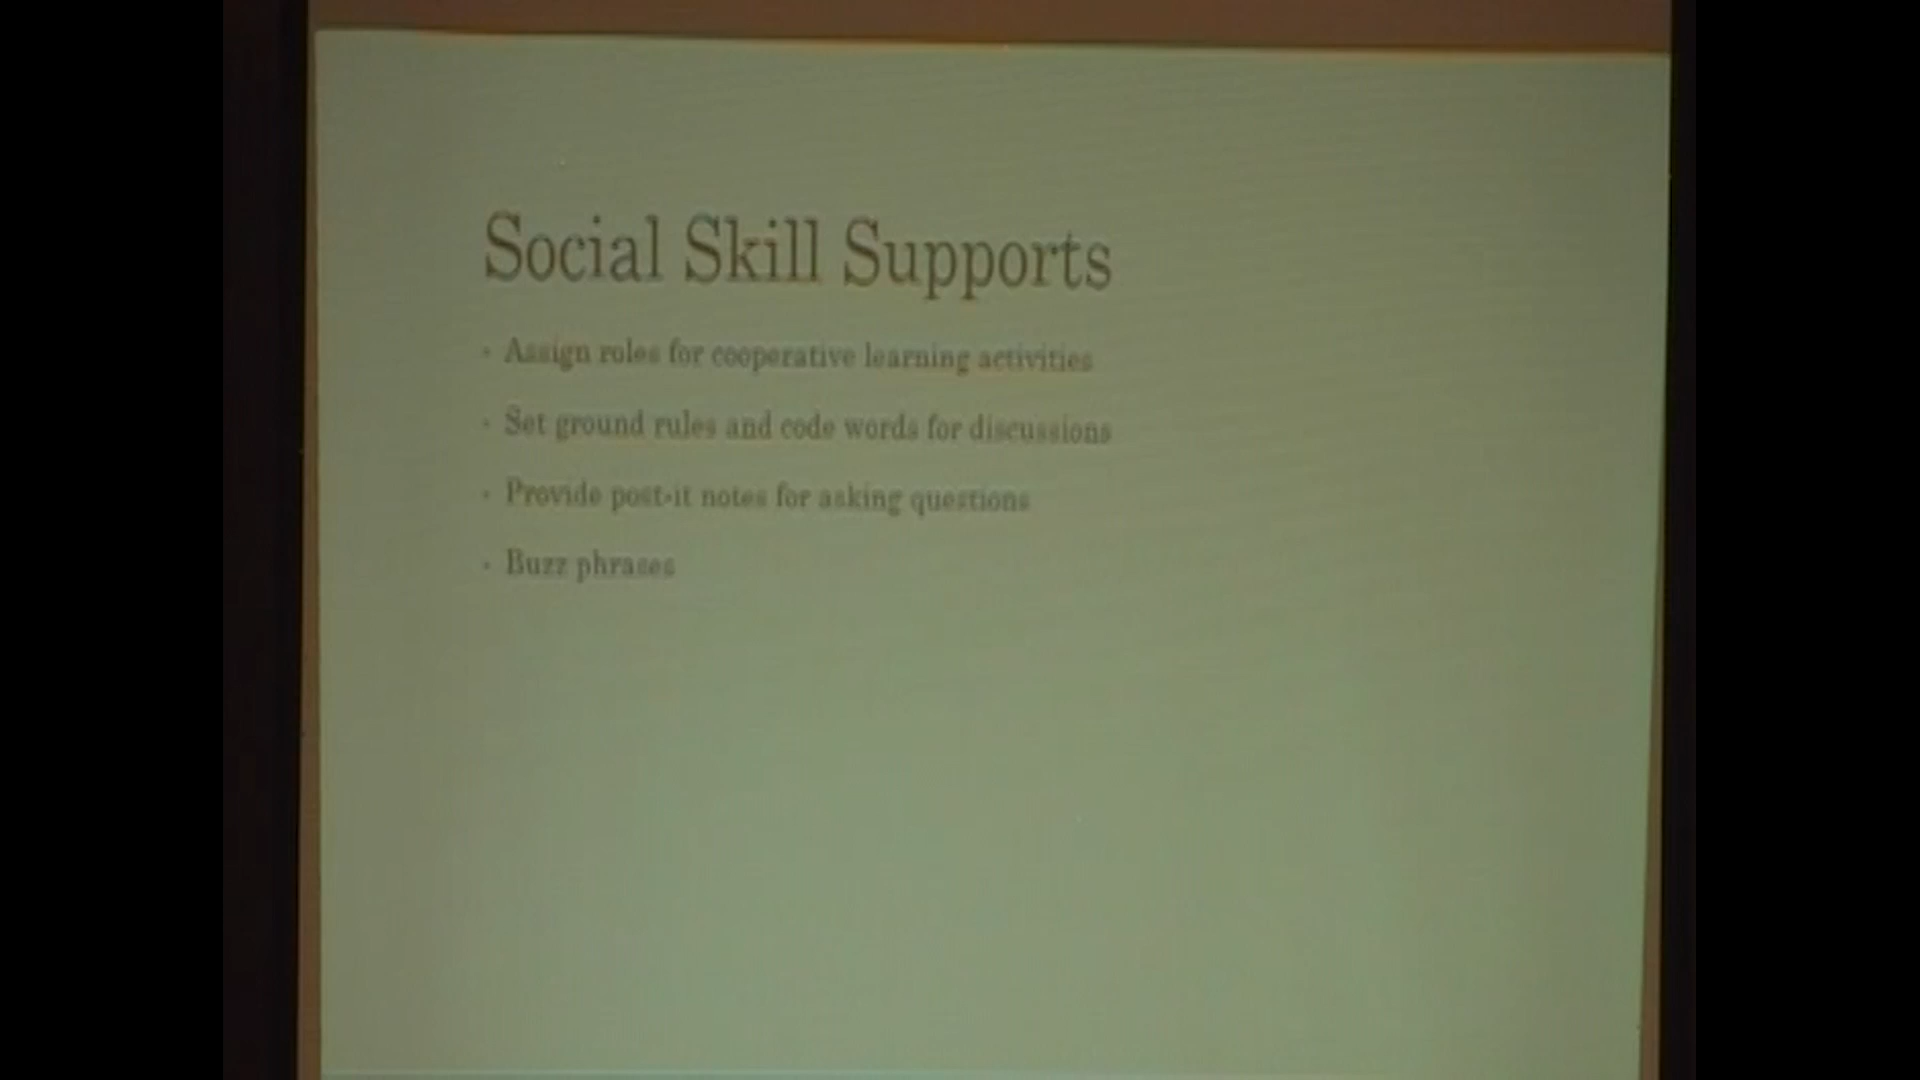 Social Skill Supports
• Assign roles for cooperative learning activities
• Set ground rules and code words for discussions
• Provide post-it notes for asking questions
• Buzz phrases